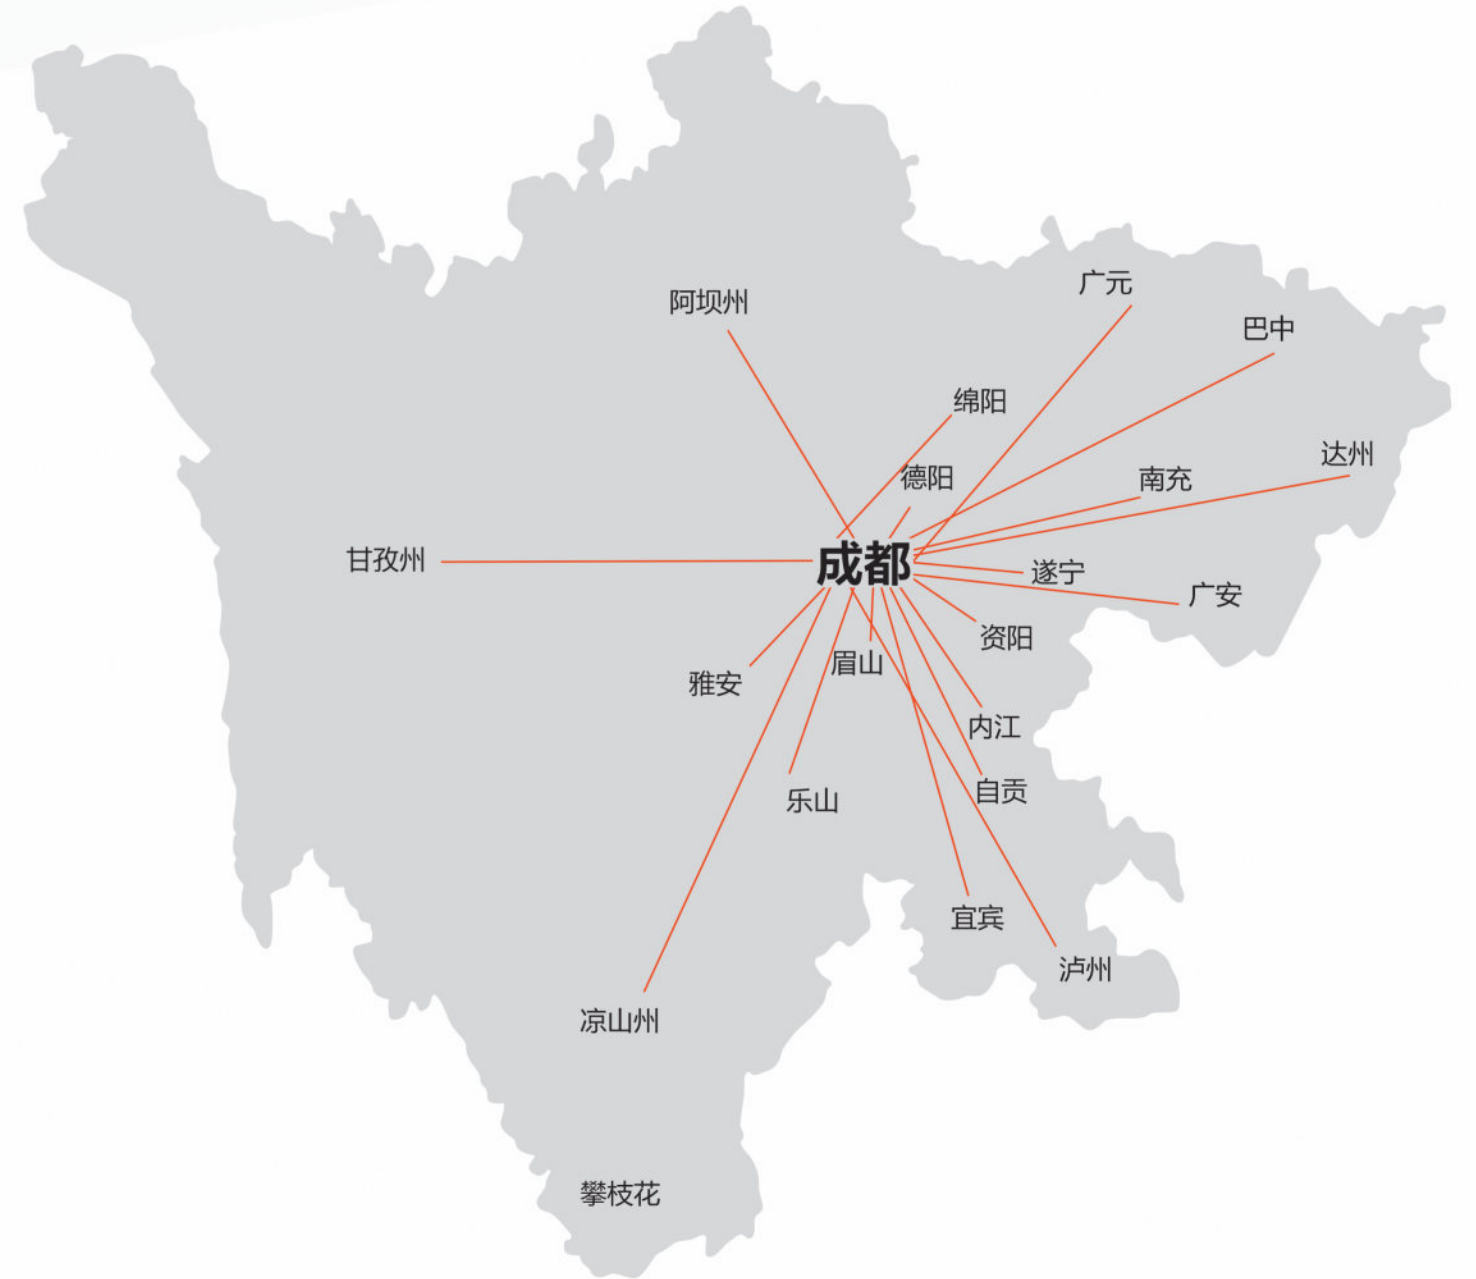 广元
阿坝州
巴中
绵阳
达州
德阳
南充
甘孜州
成都
遂宁
广安
资阳
眉山
雅安
内江
自贡
乐山
宜宾
泸州
凉山州
攀枝花